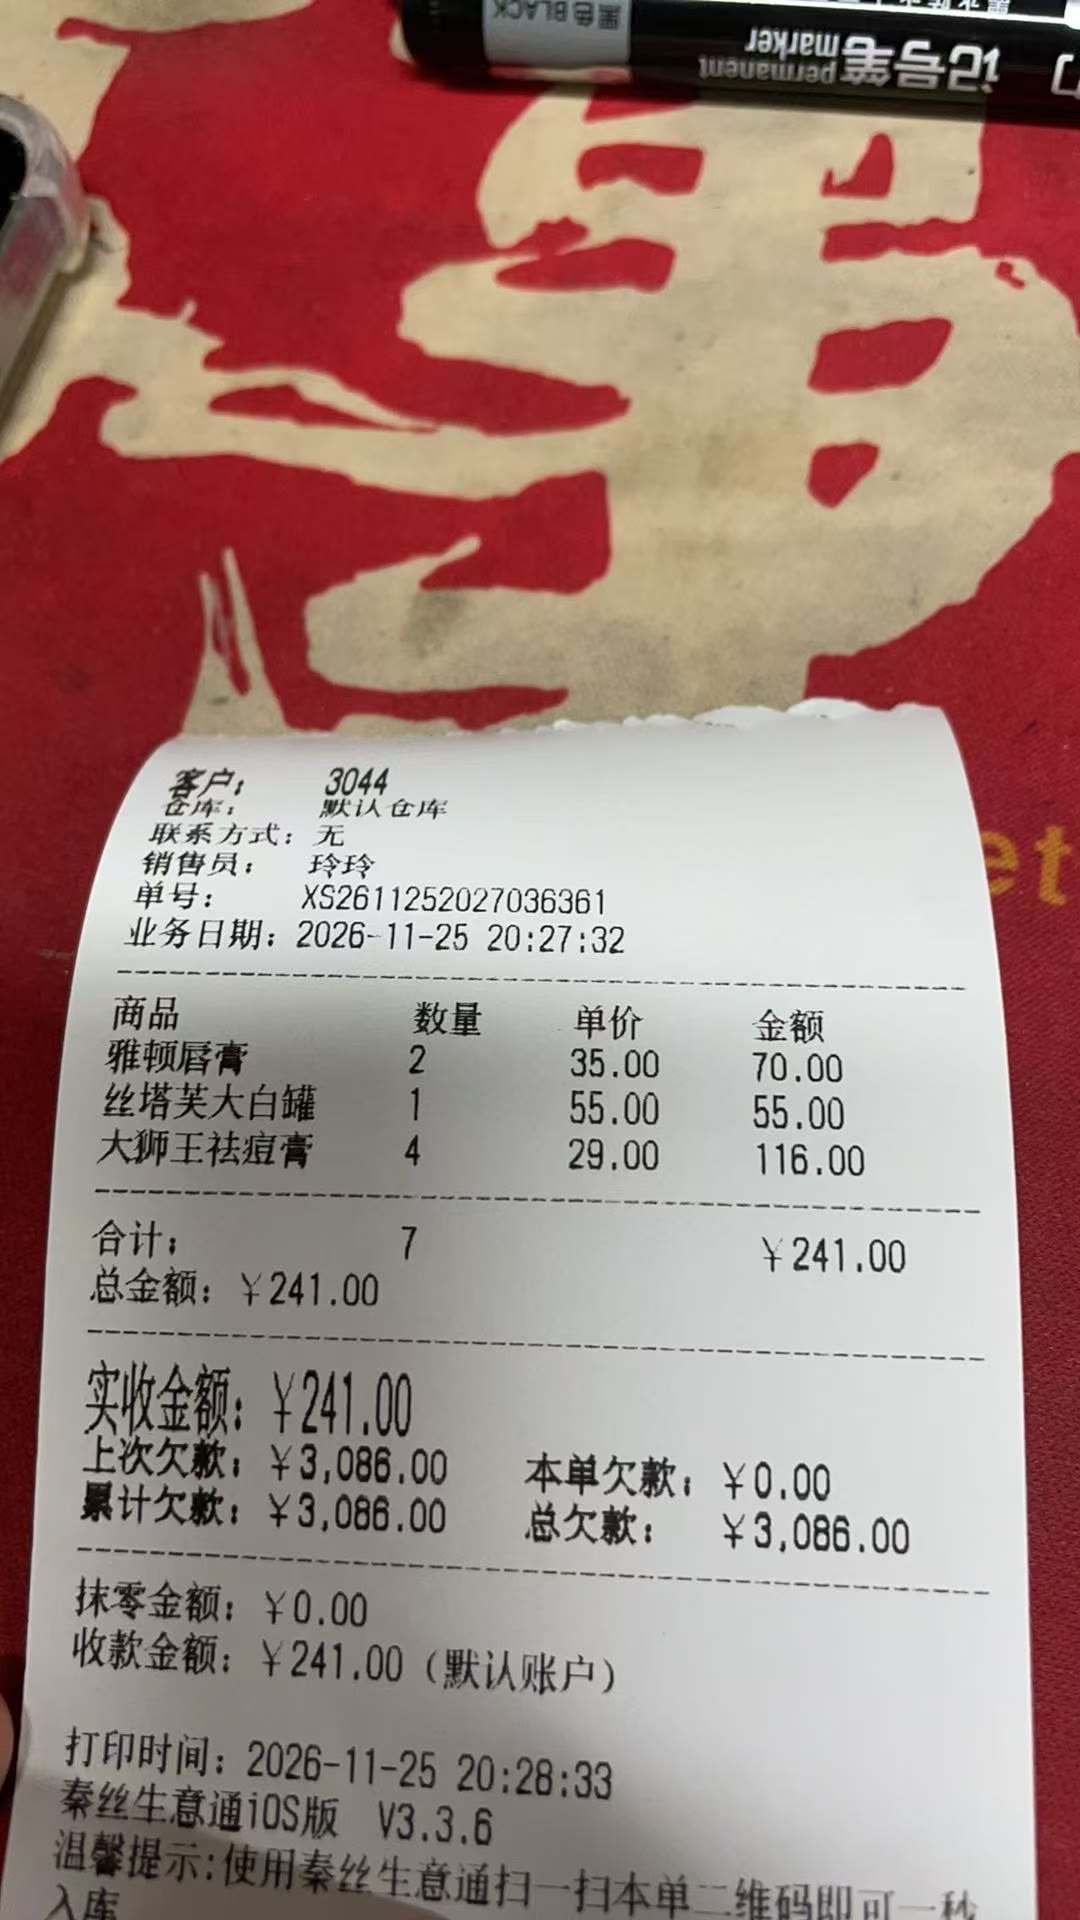 黑色BLACK
记号笔
permanent marker
et
客户： 3044
仓库： 默认仓库
联系方式：无
销售员： 玲玲
单号： XS2611252027036361
业务日期：2026-11-25 20:27:32
商品 数量 单价 金额
雅顿唇膏 2 35.00 70.00
丝塔芙大白罐 1 55.00 55.00
大狮王祛痘膏 4 29.00 116.00
合计： 7 ￥241.00
总金额：￥241.00
实收金额：￥241.00
上次欠款：￥3,086.00 本单欠款：￥0.00
累计欠款：￥3,086.00 总欠款： ￥3,086.00
抹零金额：￥0.00
收款金额：￥241.00（默认账户）
打印时间：2026-11-25 20:28:33
秦丝生意通iOS版 V3.3.6
温馨提示:使用秦丝生意通扫一扫本单二维码即可一秒
入库